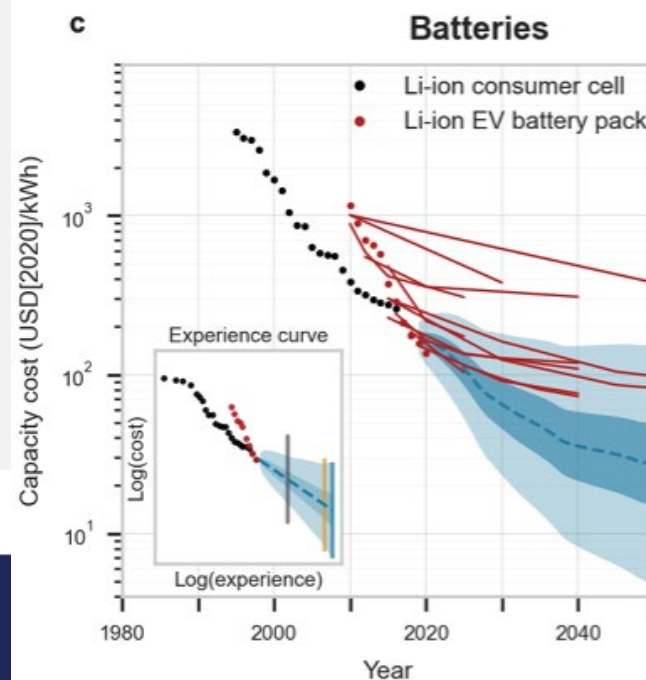 c
Batteries
Li-ion consumer cell
Li-ion EV battery pack
Capacity cost (USD[2020]/kWh)
10³
10²
10¹
Experience curve
Log(cost)
Log(experience)
1980
2000
2020
2040
Year